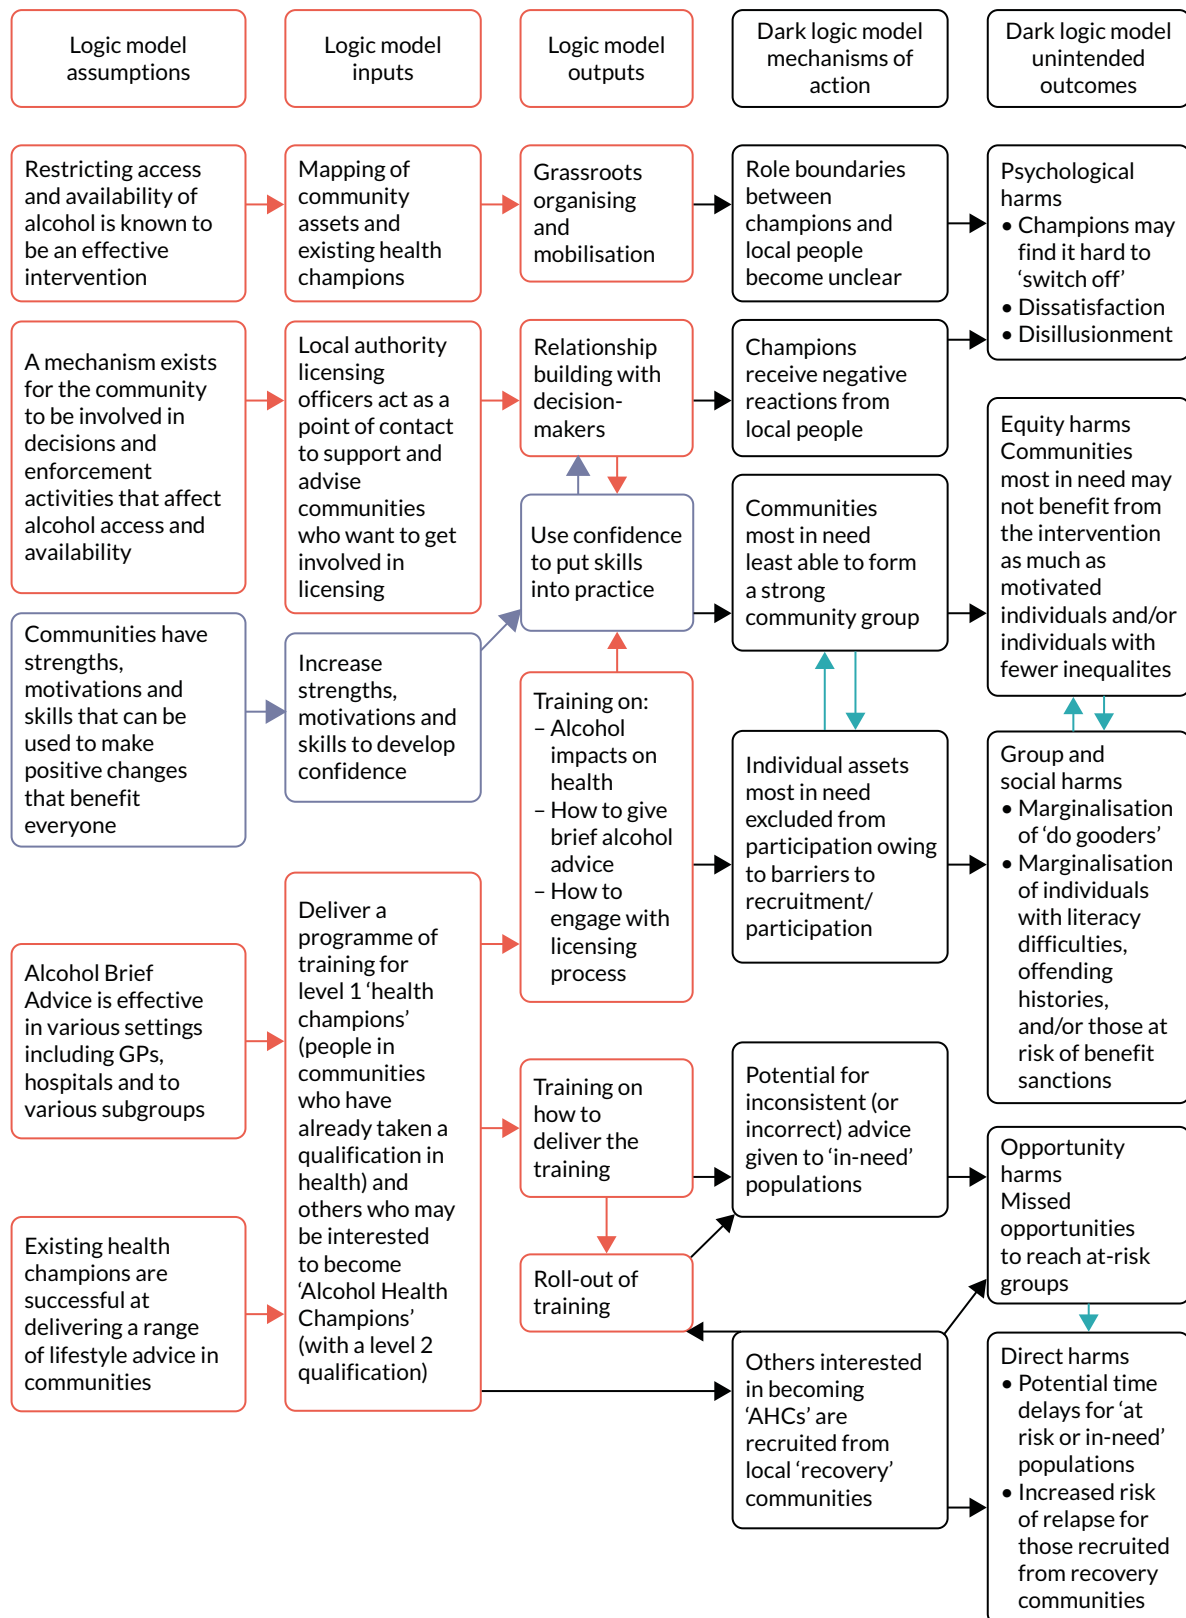 Logic model
assumptions
Logic model
inputs
Logic model
outputs
Dark logic model
mechanisms of
action
Dark logic model
unintended
outcomes
Restricting access
and availability of
alcohol is known to
be an effective
intervention
Mapping of
community
assets and
existing health
champions
Grassroots
organising
and
mobilisation
Role boundaries
between
champions and
local people
become unclear
Psychological
harms
• Champions may
find it hard to
‘switch off’
• Dissatisfaction
• Disillusionment
A mechanism exists
for the community
to be involved in
decisions and
enforcement
activities that affect
alcohol access and
availability
Local authority
licensing
officers act as a
point of contact
to support and
advise
communities
who want to get
involved in
licensing
Relationship
building with
decision-
makers
Champions
receive negative
reactions from
local people
Equity harms
Communities
most in need may
not benefit from
the intervention
as much as
motivated
individuals and/or
individuals with
fewer inequalites
Use confidence
to put skills
into practice
Communities
most in need
least able to form
a strong
community group
Communities have
strengths,
motivations and
skills that can be
used to make
positive changes
that benefit
everyone
Increase
strengths,
motivations and
skills to develop
confidence
Training on:
– Alcohol
impacts on
health
– How to give
brief alcohol
advice
– How to
engage with
licensing
process
Individual assets
most in need
excluded from
participation owing
to barriers to
recruitment/
participation
Group and
social harms
• Marginalisation
of ‘do gooders’
• Marginalisation
of individuals
with literacy
difficulties,
offending
histories,
and/or those at
risk of benefit
sanctions
Alcohol Brief
Advice is effective
in various settings
including GPs,
hospitals and to
various subgroups
Deliver a
programme of
training for
level 1 ‘health
champions’
(people in
communities
who have
already taken a
qualification in
health) and
others who may
be interested
to become
‘Alcohol Health
Champions’
(with a level 2
qualification)
Training on
how to
deliver the
training
Potential for
inconsistent (or
incorrect) advice
given to ‘in-need’
populations
Opportunity
harms
Missed
opportunities
to reach at-risk
groups
Existing health
champions are
successful at
delivering a range
of lifestyle advice in
communities
Roll-out of
training
Others interested
in becoming
‘AHCs’ are
recruited from
local ‘recovery’
communities
Direct harms
• Potential time
delays for ‘at
risk or in-need’
populations
• Increased risk
of relapse for
those recruited
from recovery
communities